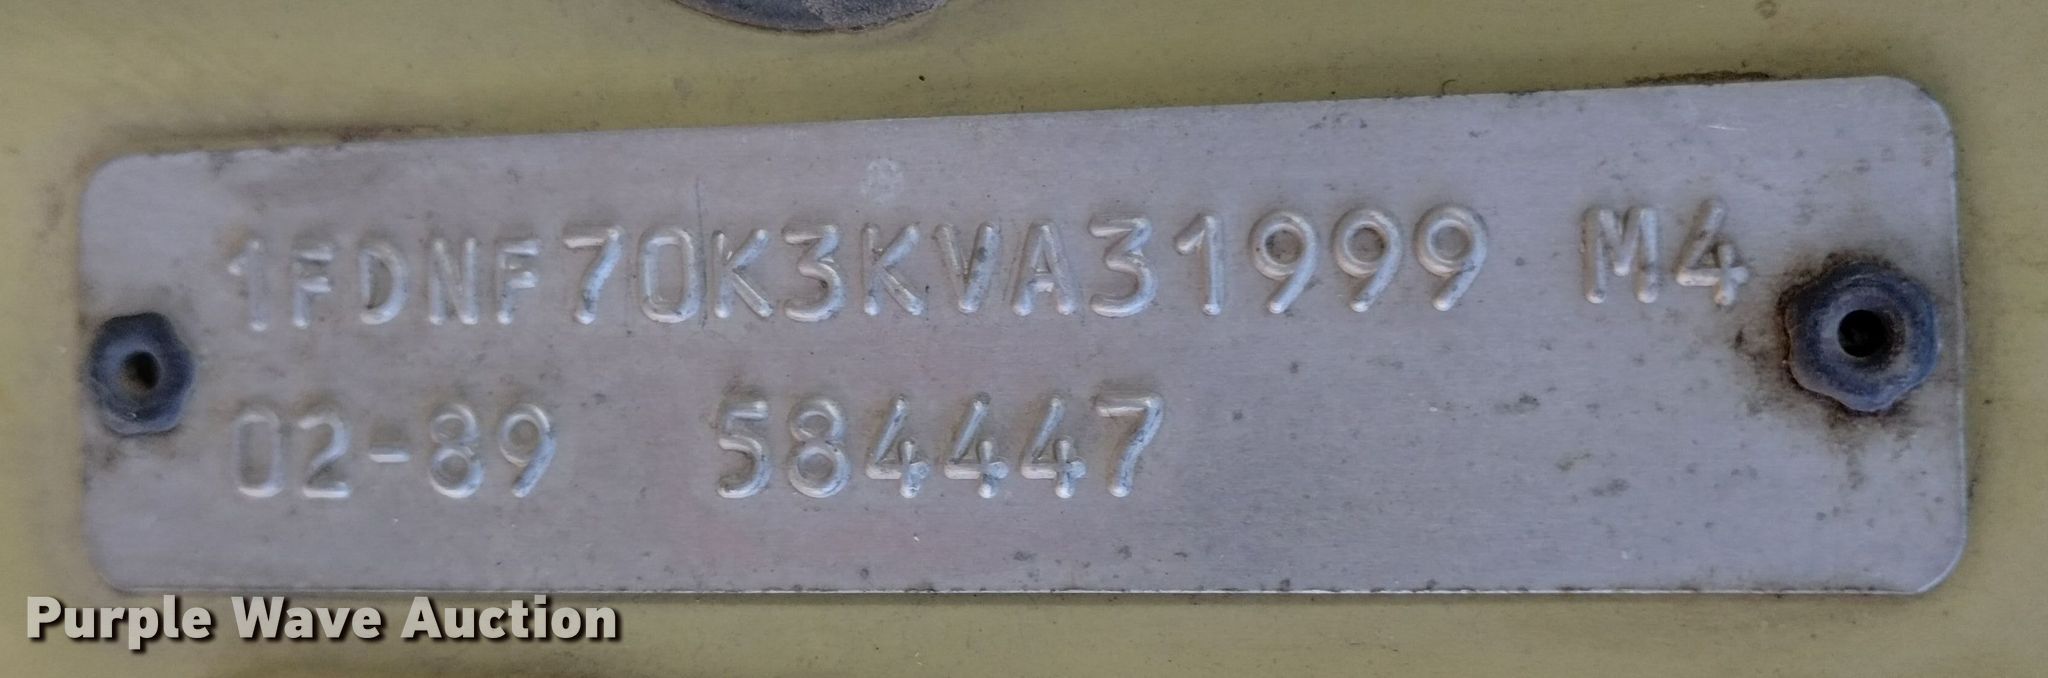 1FDNF70K3KVA31999 M4
02-89 584447
Purple Wave Auction